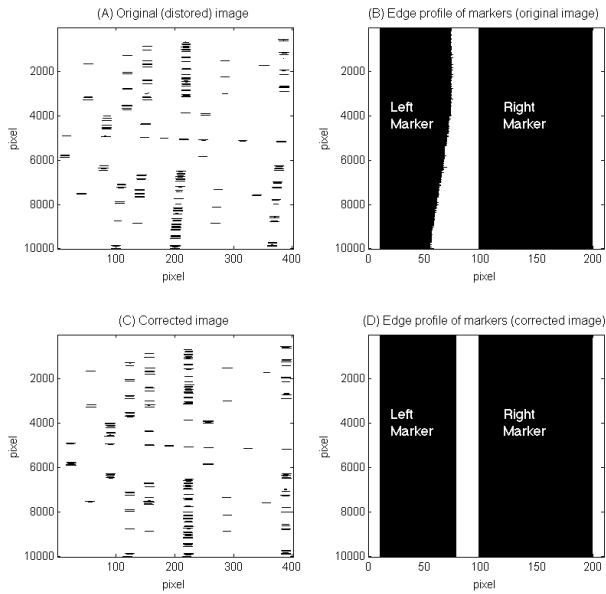 (A) Original (distored) image
2000
4000
6000
8000
10000
pixel
100
200
300
400
pixel
(B) Edge profile of markers (original image)
2000
4000
6000
8000
10000
pixel
Left
Marker
Right
Marker
0
50
100
150
200
pixel
(C) Corrected image
2000
4000
6000
8000
10000
pixel
100
200
300
400
pixel
(D) Edge profile of markers (corrected image)
2000
4000
6000
8000
10000
pixel
Left
Marker
Right
Marker
0
50
100
150
200
pixel